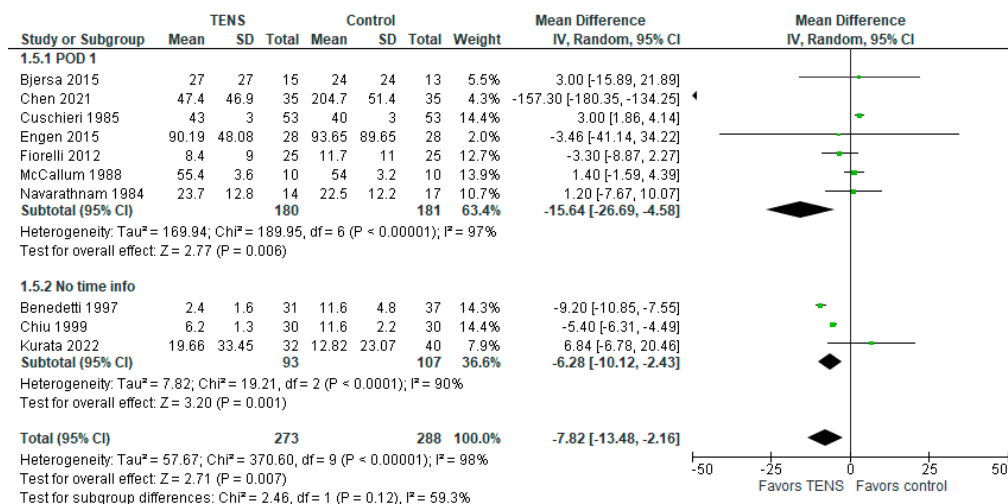 TENS Control Mean Difference Mean Difference
Study or Subgroup Mean SD Total Mean SD Total Weight IV, Random, 95% CI IV, Random, 95% CI
1.5.1 POD 1
Bjersa 2015 27 27 15 24 24 13 5.5% 3.00 [-15.89, 21.89]
Chen 2021 47.4 46.9 35 204.7 51.4 35 4.3% -157.30 [-180.35, -134.25]
Cuschieri 1985 43 3 53 40 3 53 14.4% 3.00 [1.86, 4.14]
Engen 2015 90.19 48.08 28 93.65 89.65 28 2.0% -3.46 [-41.14, 34.22]
Fiorelli 2012 8.4 9 25 11.7 11 25 12.7% -3.30 [-8.87, 2.27]
McCallum 1988 55.4 3.6 10 54 3.2 10 13.9% 1.40 [-1.59, 4.39]
Navarathnam 1984 23.7 12.8 14 22.5 12.2 17 10.7% 1.20 [-7.67, 10.07]
Subtotal (95% CI) 180 181 63.4% -15.64 [-26.69, -4.58]
Heterogeneity: Tau² = 169.94; Chi² = 189.95, df = 6 (P < 0.00001); I² = 97%
Test for overall effect: Z = 2.77 (P = 0.006)
1.5.2 No time info
Benedetti 1997 2.4 1.6 31 11.6 4.8 37 14.3% -9.20 [-10.85, -7.55]
Chiu 1999 6.2 1.3 30 11.6 2.2 30 14.4% -5.40 [-6.31, -4.49]
Kurata 2022 19.66 33.45 32 12.82 23.07 40 7.9% 6.84 [-6.78, 20.46]
Subtotal (95% CI) 93 107 36.6% -6.28 [-10.12, -2.43]
Heterogeneity: Tau² = 7.82; Chi² = 19.21, df = 2 (P < 0.0001); I² = 90%
Test for overall effect: Z = 3.20 (P = 0.001)
Total (95% CI) 273 288 100.0% -7.82 [-13.48, -2.16]
Heterogeneity: Tau² = 57.67; Chi² = 370.60, df = 9 (P < 0.00001); I² = 98%
Test for overall effect: Z = 2.71 (P = 0.007)
Test for subgroup differences: Chi² = 2.46, df = 1 (P = 0.12), I² = 59.3%
-50 -25 0 25 50
Favors TENS Favors control